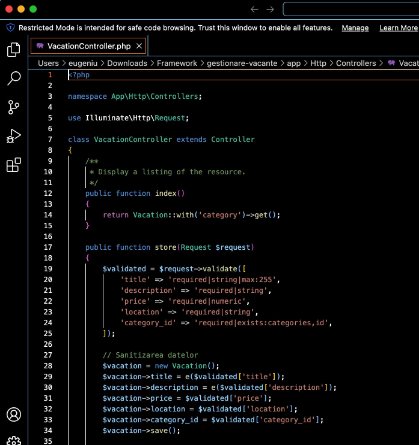 Restricted Mode is intended for safe code browsing. Trust this window to enable all features. Manage Learn More
VacationController.php ×
Users > eugeniu > Downloads > Framework > gestionare-vacante > app > Http > Controllers > Vacat
1 <?php
2
3 namespace App\Http\Controllers;
4
5 use Illuminate\Http\Request;
6
7 class VacationController extends Controller
8 {
9 /**
10 * Display a listing of the resource.
11 */
12 public function index()
13 {
14 return Vacation::with('category')->get();
15 }
16
17 public function store(Request $request)
18 {
19 $validated = $request->validate([
20 'title' => 'required|string|max:255',
21 'description' => 'required|string',
22 'price' => 'required|numeric',
23 'location' => 'required|string',
24 'category_id' => 'required|exists:categories,id',
25 ]);
26
27 // Sanitizarea datelor
28 $vacation = new Vacation();
29 $vacation->title = e($validated['title']);
30 $vacation->description = e($validated['description']);
31 $vacation->price = $validated['price'];
32 $vacation->location = $validated['location'];
33 $vacation->category_id = $validated['category_id'];
34 $vacation->save();
35